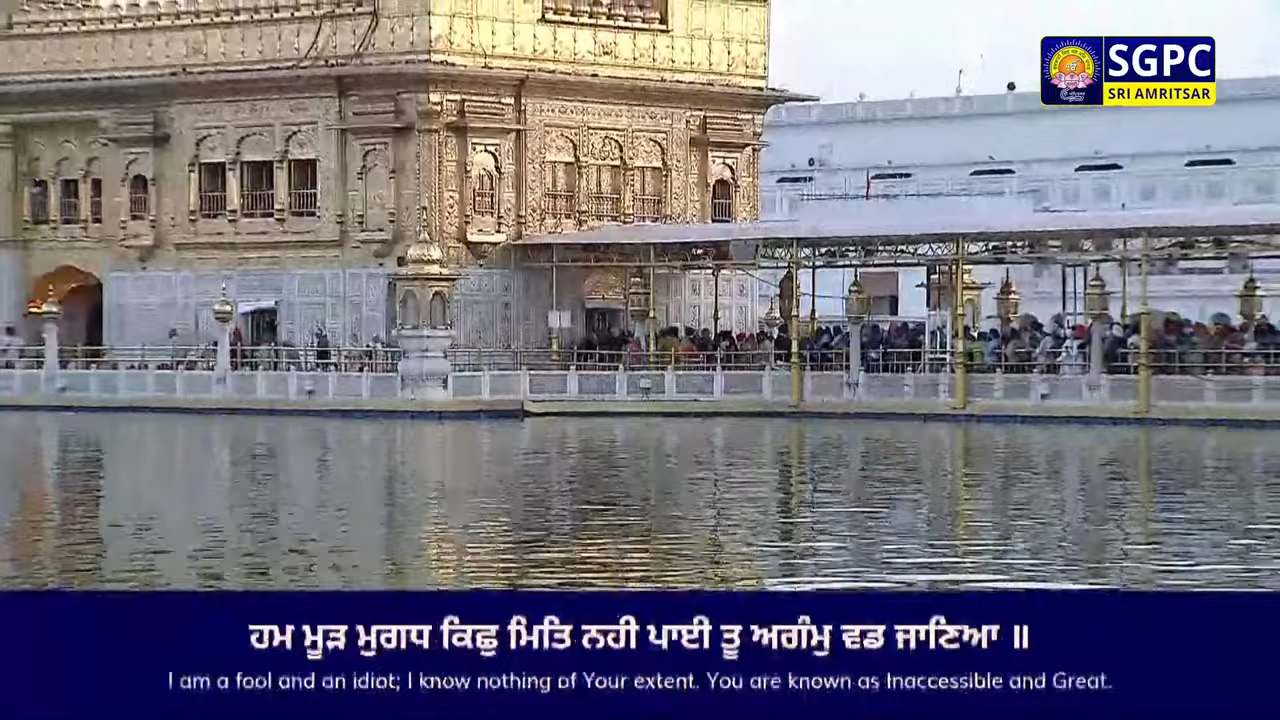 SGPC
SRI AMRITSAR
ਹਮ ਮੂੜ ਮੁਗਧ ਕਿਛੁ ਮਿਤਿ ਨਹੀ ਪਾਈ ਤੂ ਅਗੰਮੁ ਵਡ ਜਾਣਿਆ ॥
I am a fool and an idiot; I know nothing of Your extent. You are known as Inaccessible and Great.